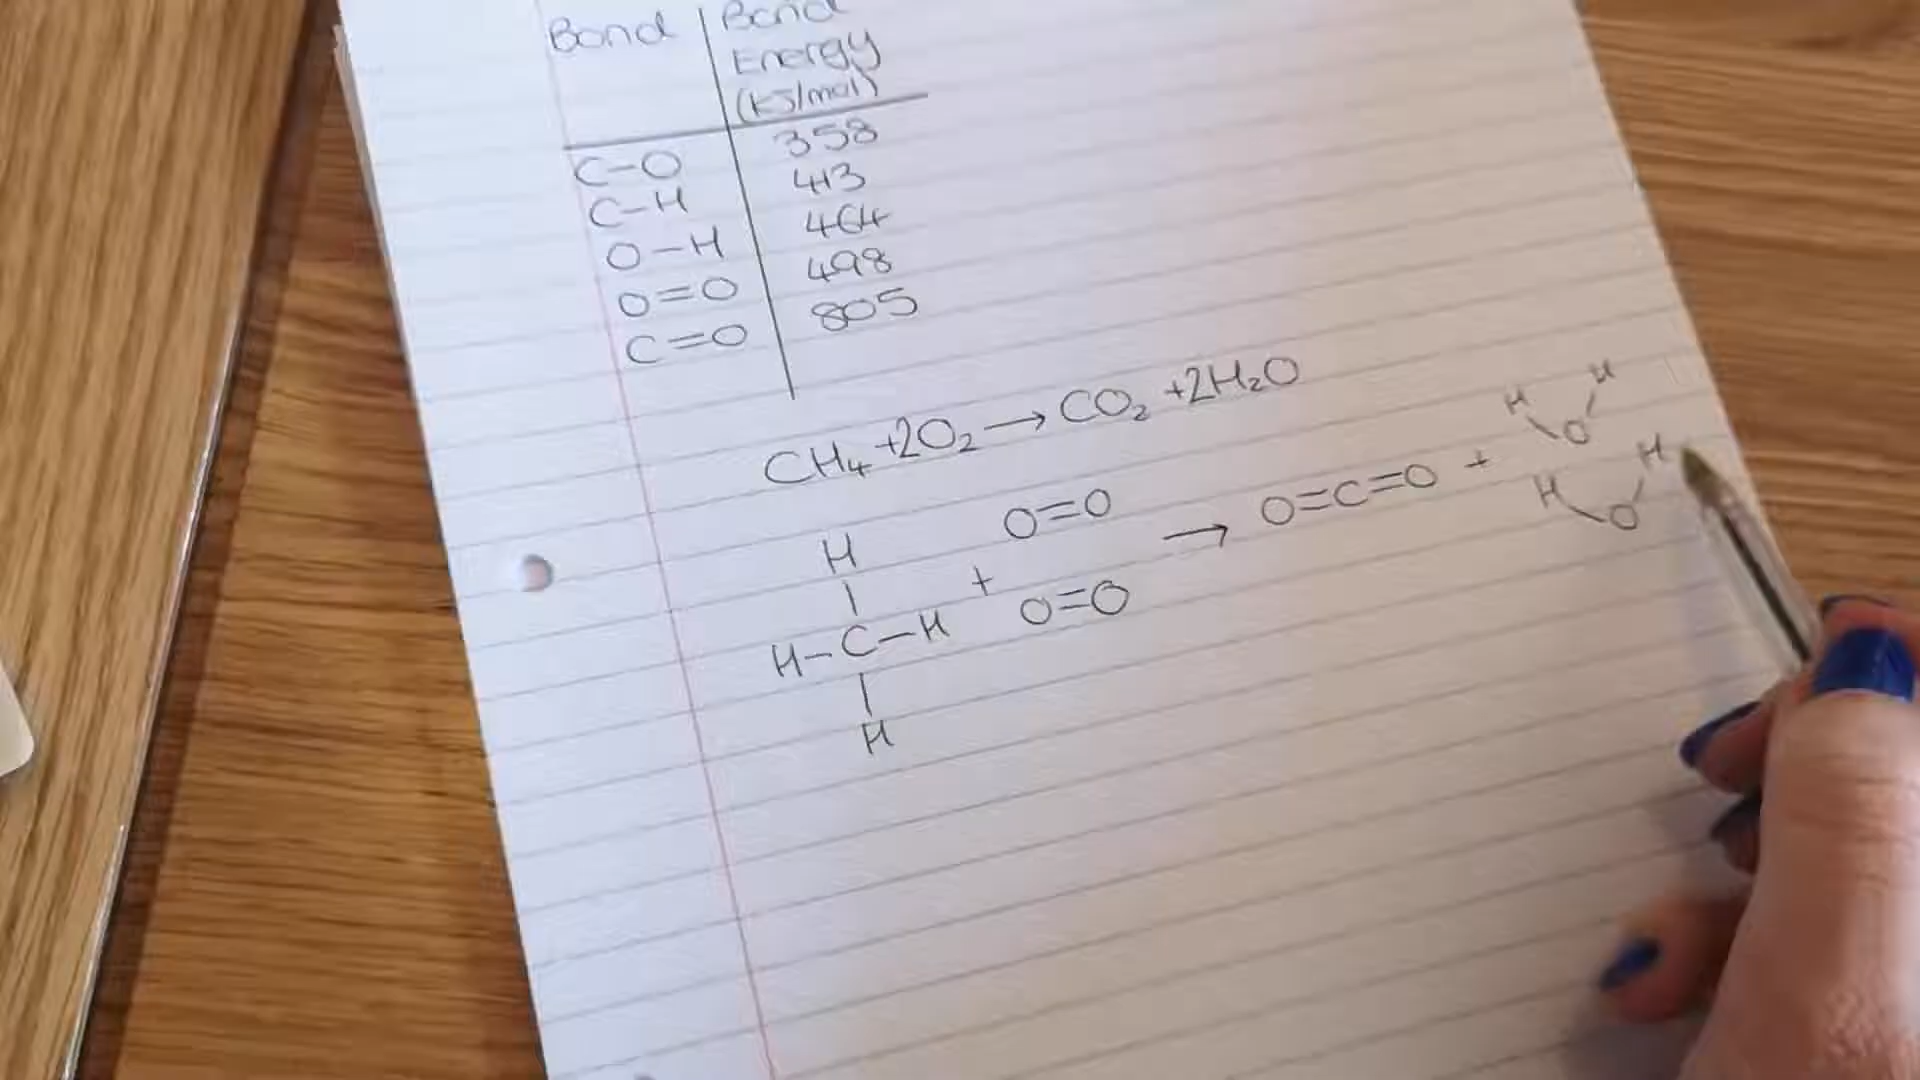 Bond | Bond
Energy
(KJ/mol)
C-O 358
C-H 413
O-H 464
O=O 498
C=O 805
CH₄ +2O₂ → CO₂ +2H₂O
H H
H O
O=O → O=C=O + H H
H O
+ O=O
H-C-H
H